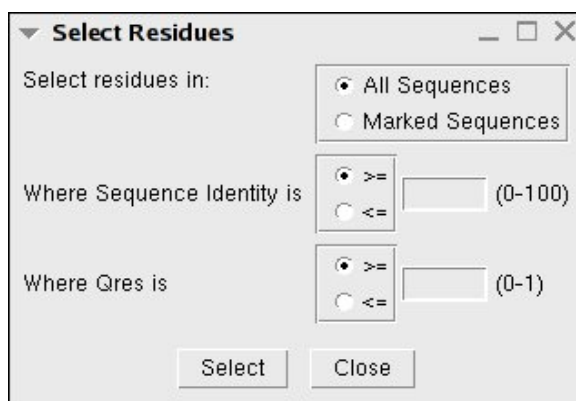 Select Residues
Select residues in:
All Sequences
Marked Sequences
Where Sequence Identity is >= (0-100)
<=
Where Qres is >= (0-1)
<=
Select Close